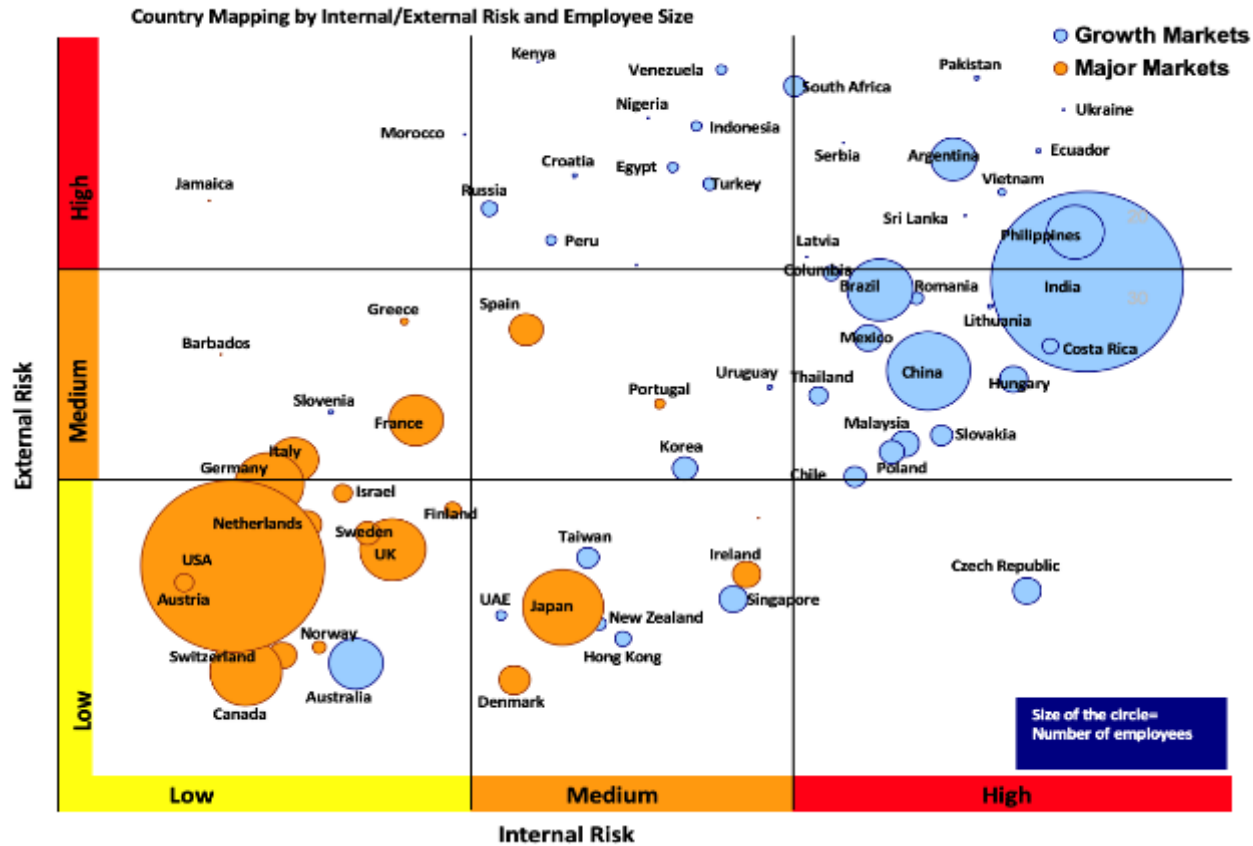 Country Mapping by Internal/External Risk and Employee Size
Growth Markets
Major Markets
Kenya
Venezuela
Pakistan
South Africa
Nigeria
Ukraine
Morocco
Indonesia
Serbia
Argentina
Ecuador
Croatia
Egypt
Jamaica
Russia
Turkey
Vietnam
Sri Lanka
Philippines
Peru
Latvia
High
Columbia
Brazil
Romania
India
Greece
Spain
Lithuania
Barbados
Mexico
Costa Rica
Uruguay
Thailand
China
Hungary
Slovenia
Portugal
France
Malaysia
Slovakia
Italy
Korea
Germany
Chile
Poland
Medium
External Risk
Israel
Finland
Netherlands
Sweden
UK
Taiwan
Ireland
USA
Czech Republic
Austria
UAE
Japan
New Zealand
Singapore
Norway
Switzerland
Hong Kong
Australia
Denmark
Canada
Low
Size of the circle=
Number of employees
Low
Medium
High
Internal Risk